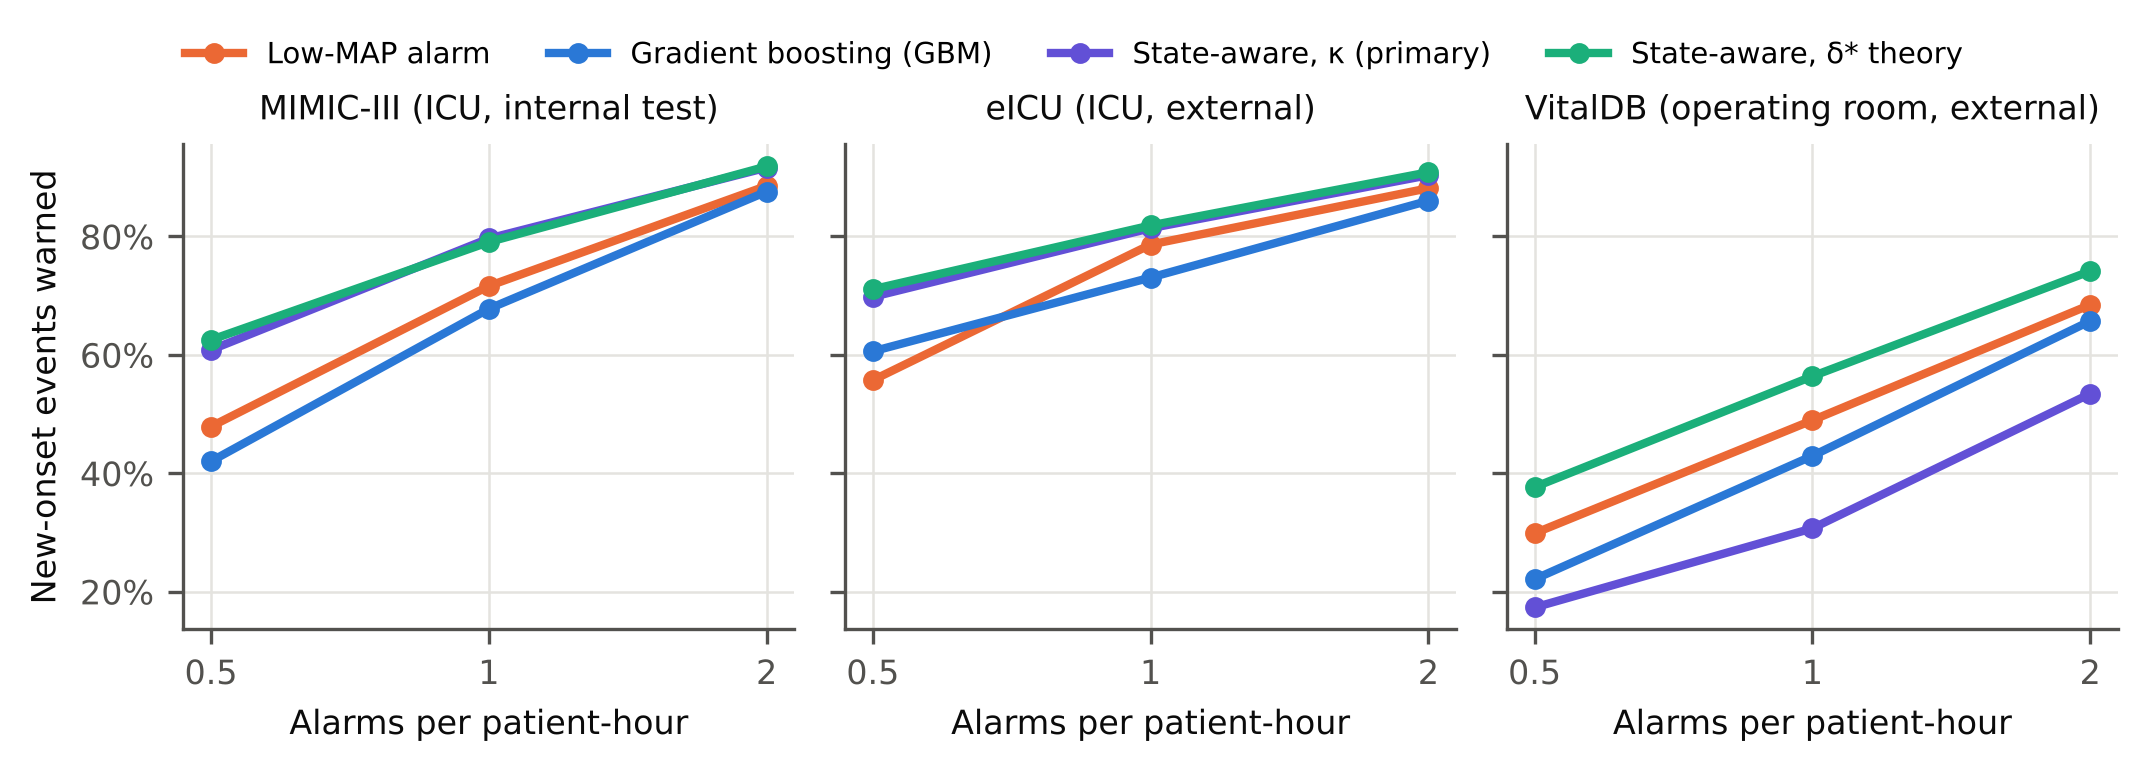 Low-MAP alarm
Gradient boosting (GBM)
State-aware, κ (primary)
State-aware, δ* theory
MIMIC-III (ICU, internal test)
eICU (ICU, external)
VitalDB (operating room, external)
New-onset events warned
80%
60%
40%
20%
0.5 1 2
0.5 1 2
0.5 1 2
Alarms per patient-hour
Alarms per patient-hour
Alarms per patient-hour